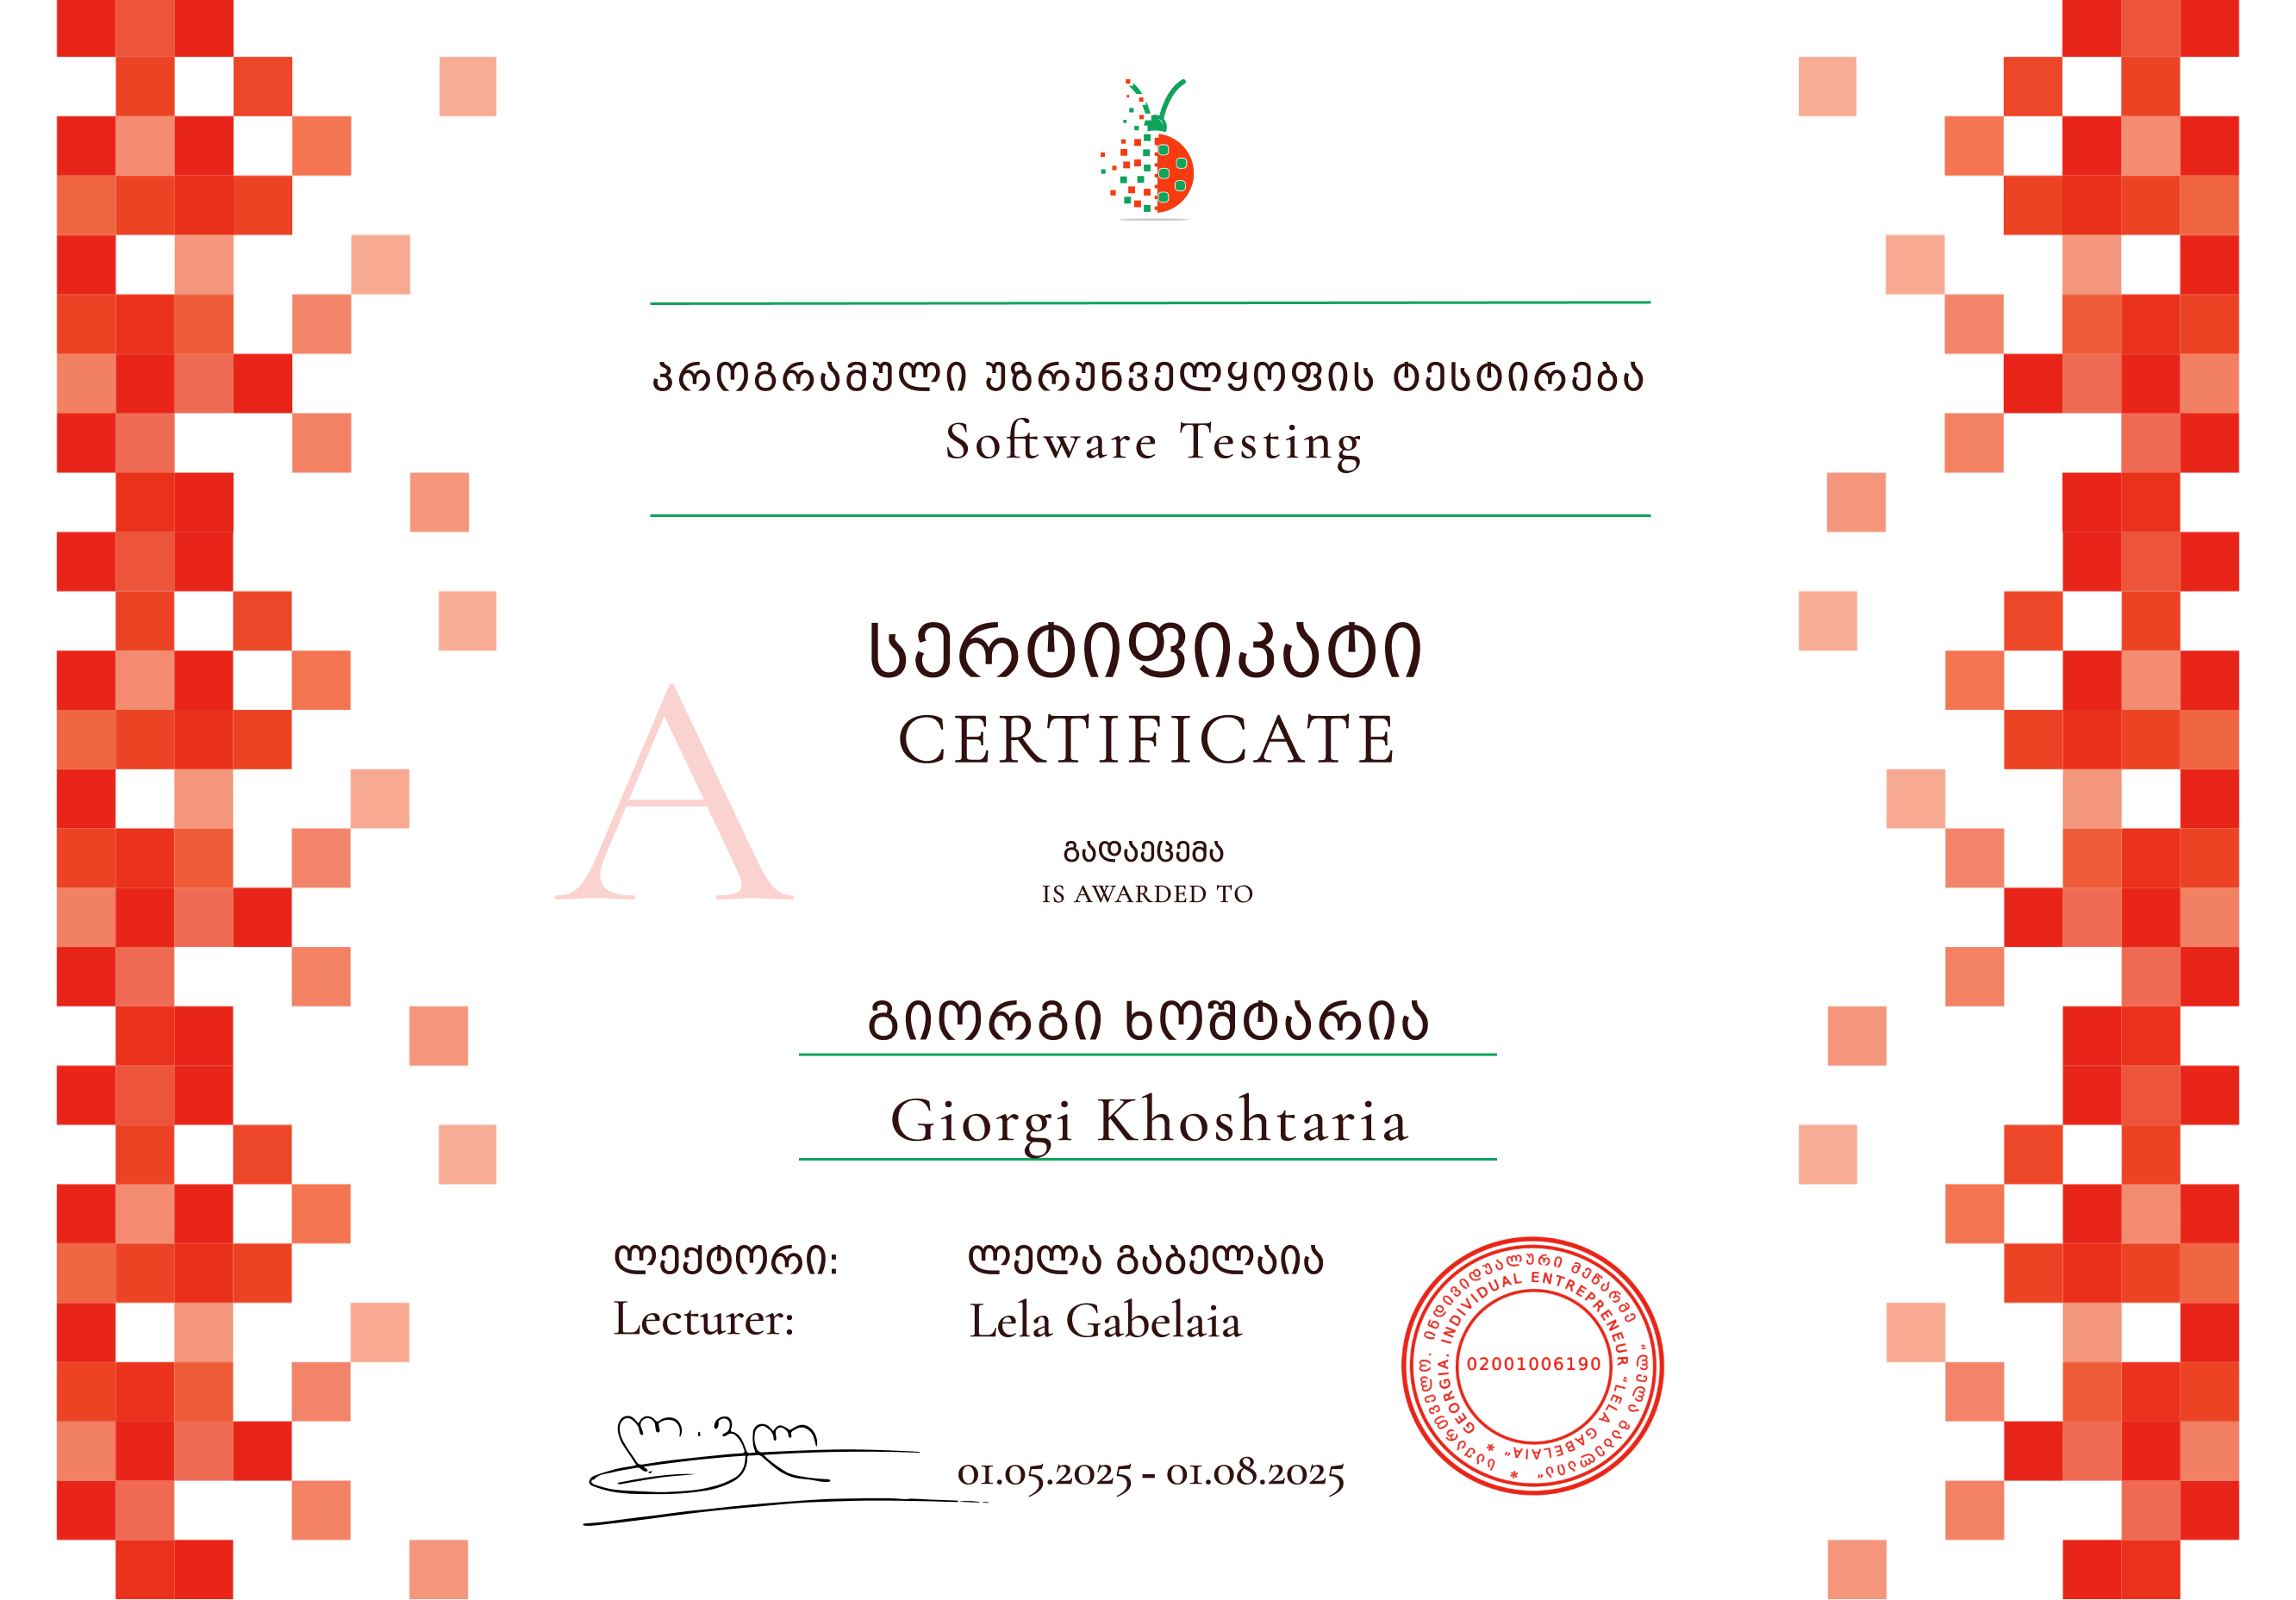 პროგრამული უზრუნველყოფის ტესტირება
Software Testing
სერტიფიკატი
CERTIFICATE
A
გადაეცემა
IS AWARDED TO
გიორგი ხოშტარია
Giorgi Khoshtaria
ლექტორი: ლელა გაბელაია
Lecturer: Lela Gabelaia
01.05.2025 - 01.08.2025
საქართველო. ინდივიდუალური მეწარმე "ლელა გაბელაია" *
GEORGIA. INDIVIDUAL ENTREPRENEUR "LELA GABELAIA" *
02001006190